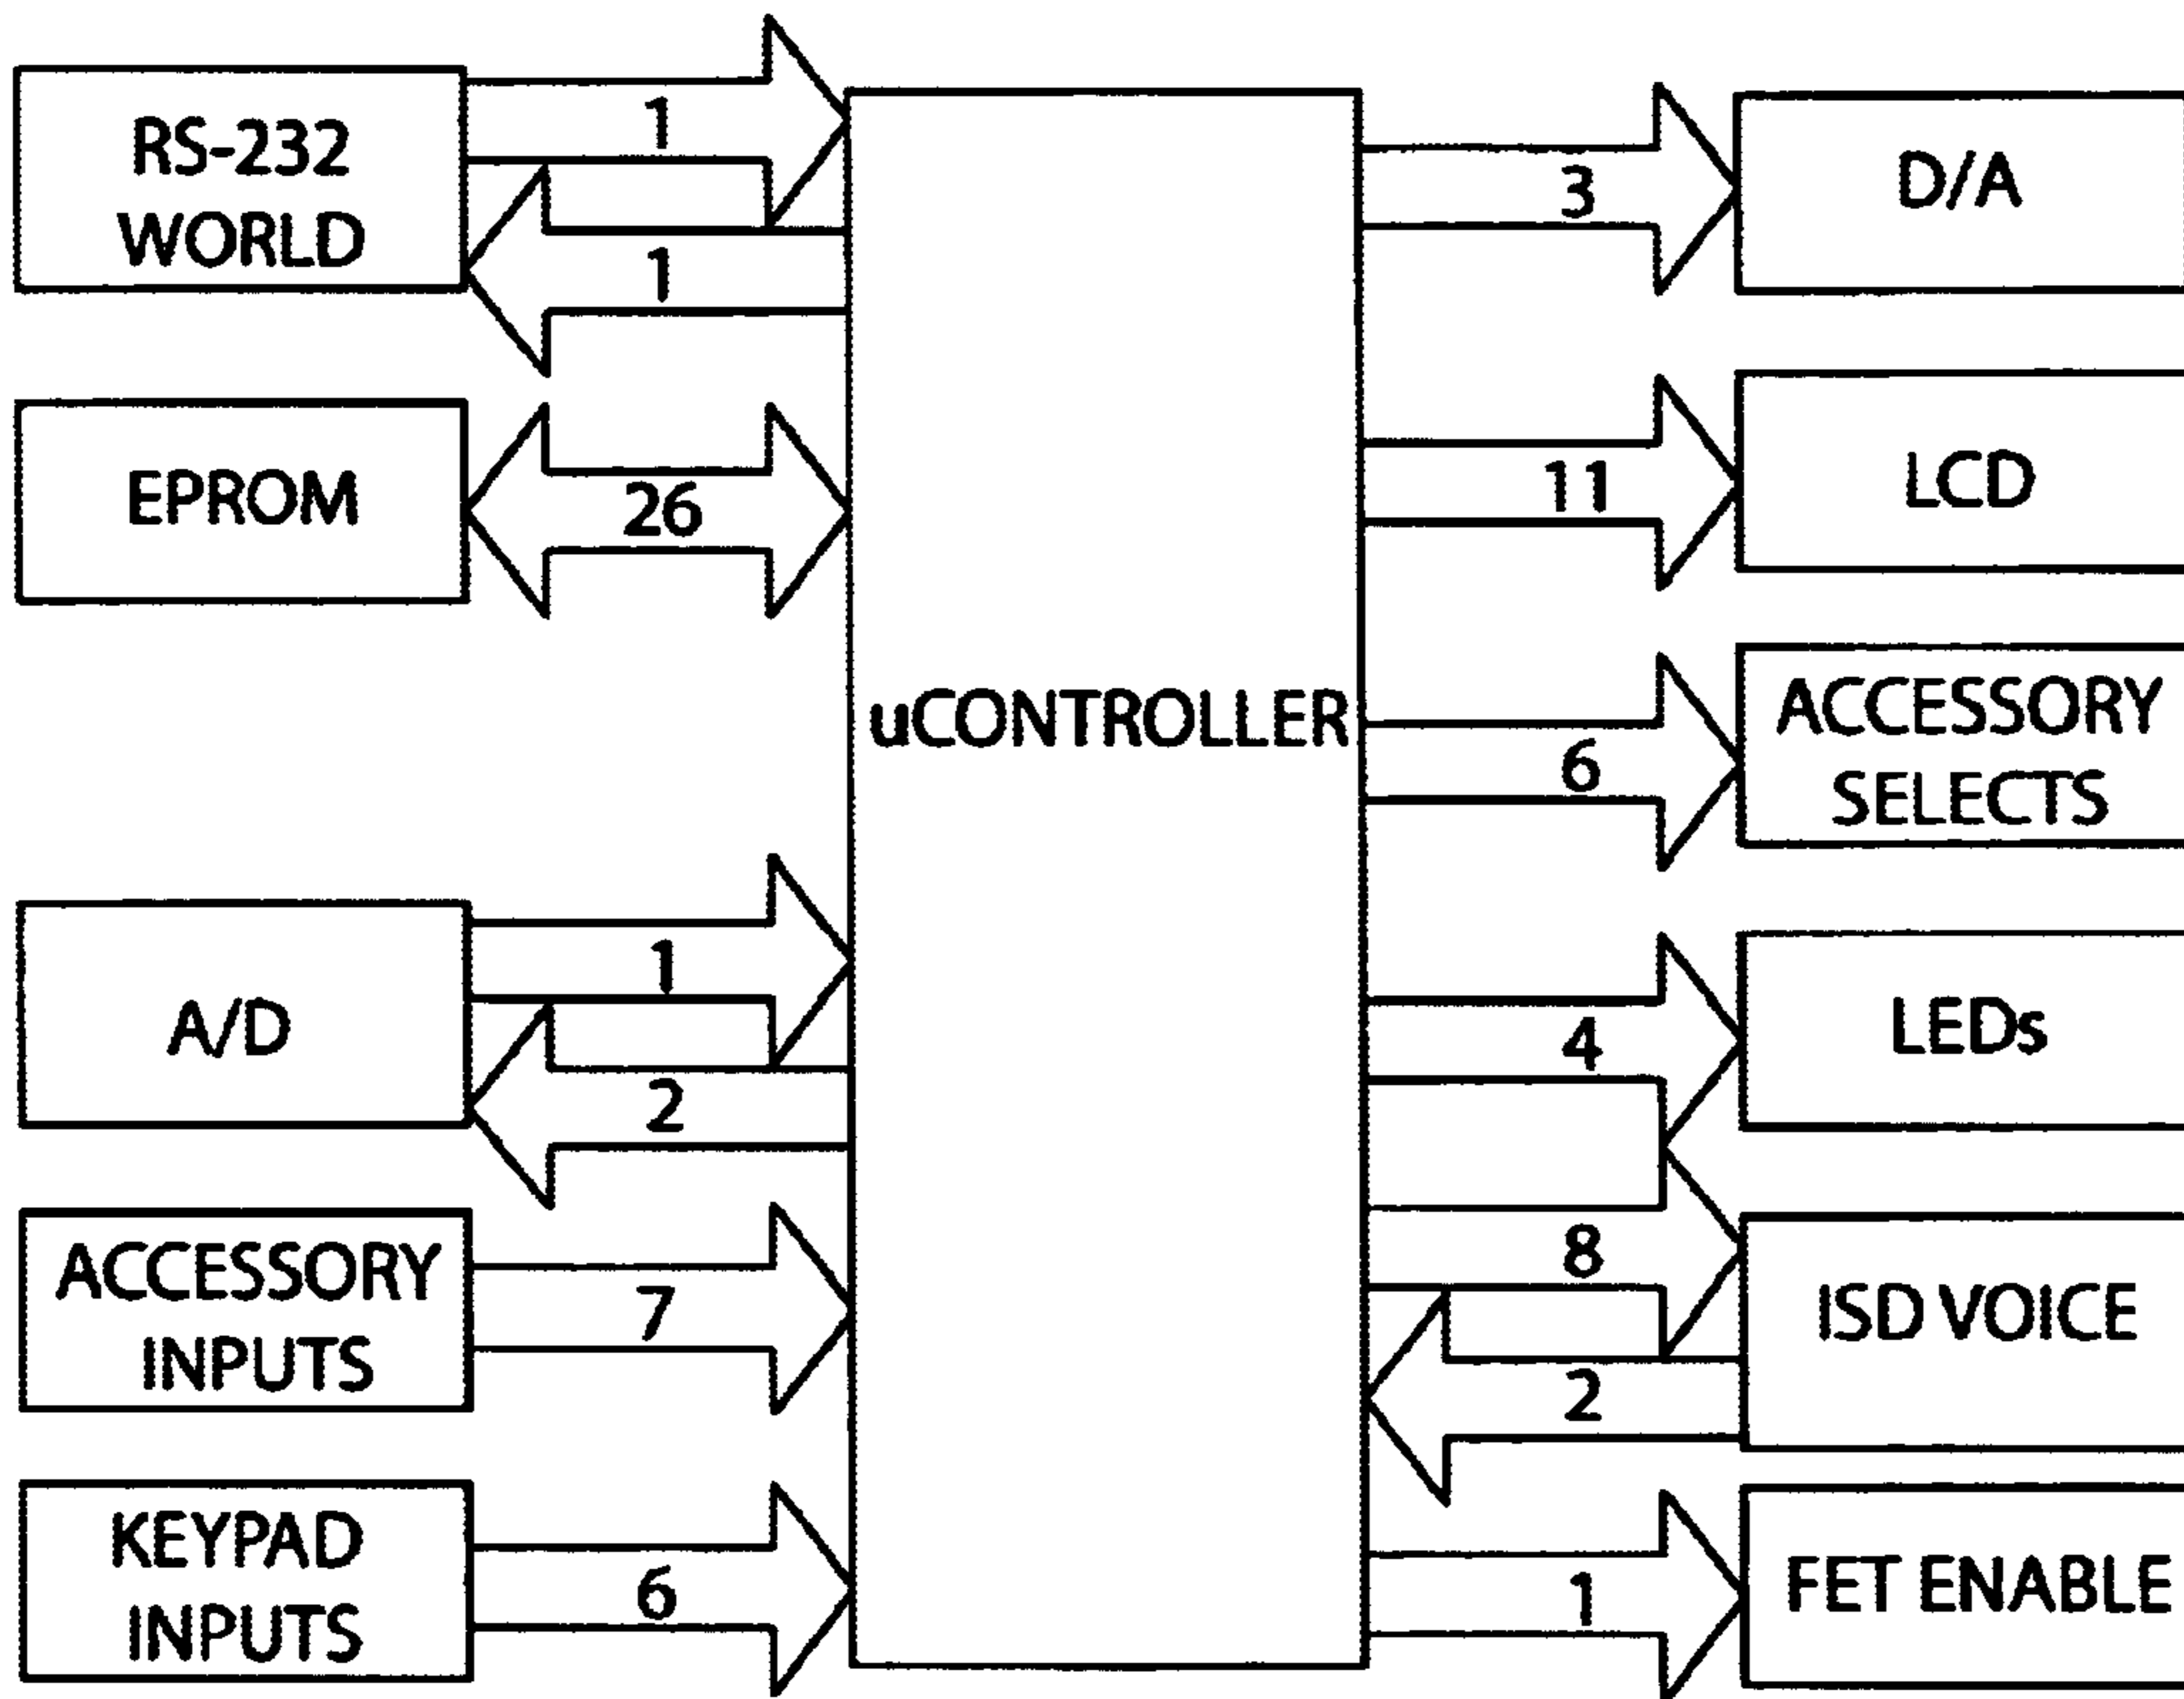 RS-232
WORLD
1
1
EPROM
26
A/D
1
2
ACCESSORY
INPUTS
7
KEYPAD
INPUTS
6
uCONTROLLER
3
D/A
11
LCD
6
ACCESSORY
SELECTS
4
LEDs
8
2
ISD VOICE
1
FET ENABLE